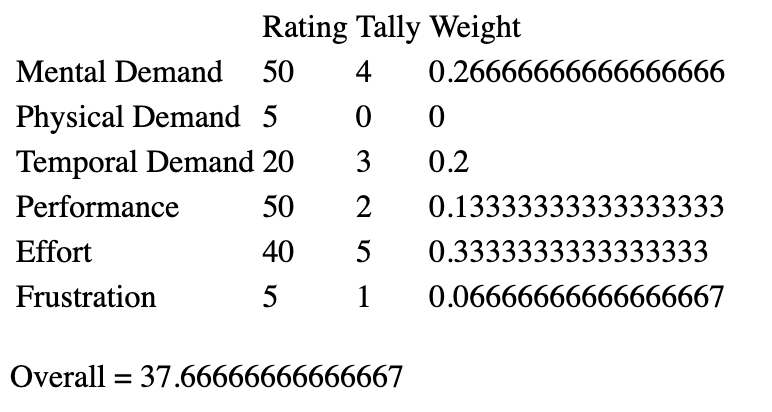 Rating Tally Weight
Mental Demand 50 4 0.26666666666666666
Physical Demand 5 0 0
Temporal Demand 20 3 0.2
Performance 50 2 0.13333333333333333
Effort 40 5 0.3333333333333333
Frustration 5 1 0.06666666666666667
Overall = 37.66666666666667